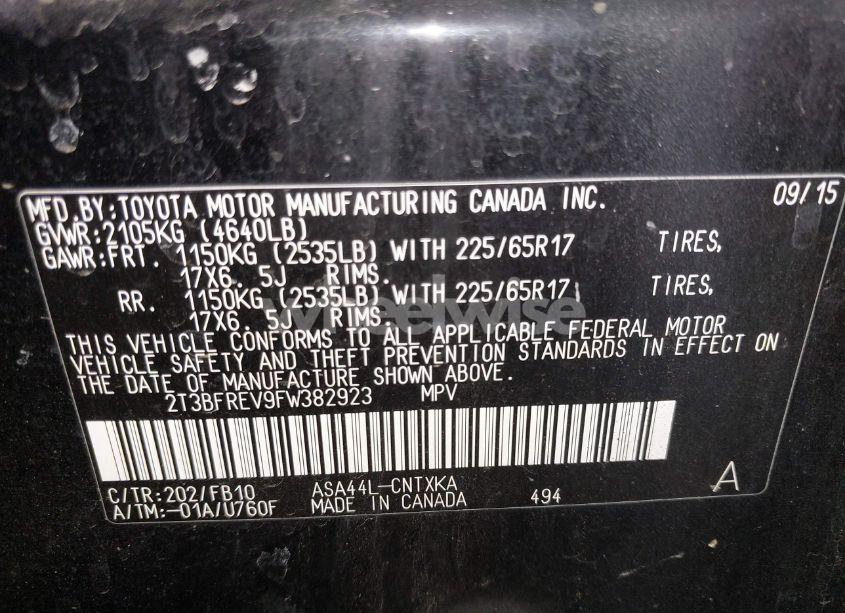 MFD.BY:TOYOTA MOTOR MANUFACTURING CANADA INC. 09/15
GVWR:2105KG (4640LB)
GAWR:FRT. 1150KG (2535LB) WITH 225/65R17 TIRES,
17X6. 5J RIMS.
RR. 1150KG (2535LB) WITH 225/65R17, TIRES,
17X6. 5J RIMS.
wheelwise
THIS VEHICLE CONFORMS TO ALL APPLICABLE FEDERAL MOTOR
VEHICLE SAFETY AND THEFT PREVENTION STANDARDS IN EFFECT ON
THE DATE OF MANUFACTURE SHOWN ABOVE.
2T3BFREV9FW382923 MPV
C/TR:202/FB10 ASA44L-CNTXKA A
A/TM:-01A/U760F MADE IN CANADA 494